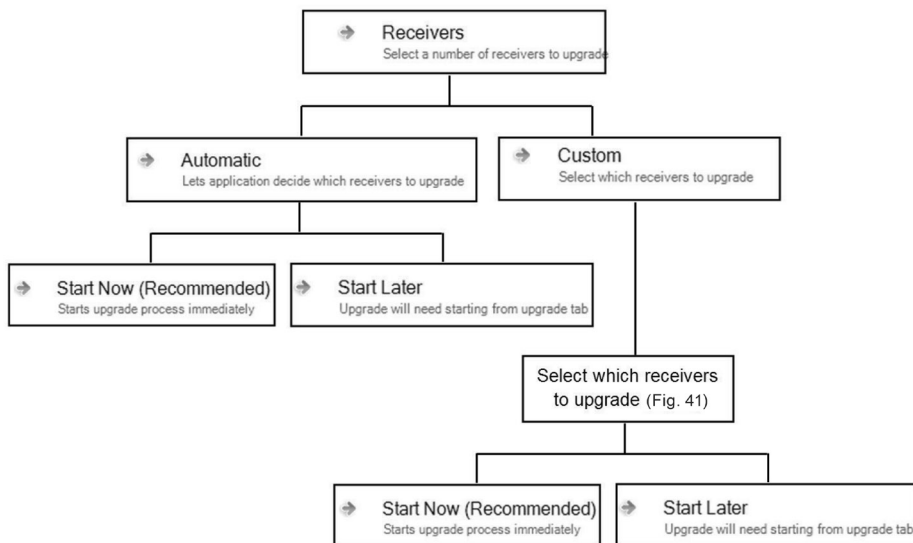 Receivers
Select a number of receivers to upgrade
Automatic
Lets application decide which receivers to upgrade
Custom
Select which receivers to upgrade
Start Now (Recommended)
Starts upgrade process immediately
Start Later
Upgrade will need starting from upgrade tab
Select which receivers
to upgrade (Fig. 41)
Start Now (Recommended)
Starts upgrade process immediately
Start Later
Upgrade will need starting from upgrade tab